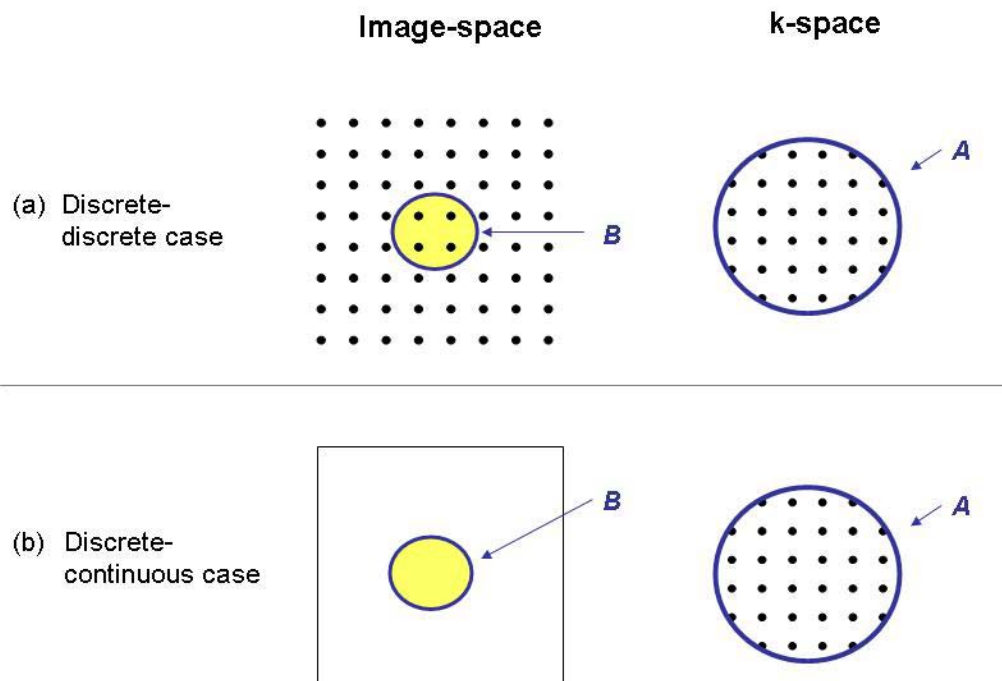 Image-space
k-space
A
(a) Discrete-
discrete case
B
B
A
(b) Discrete-
continuous case